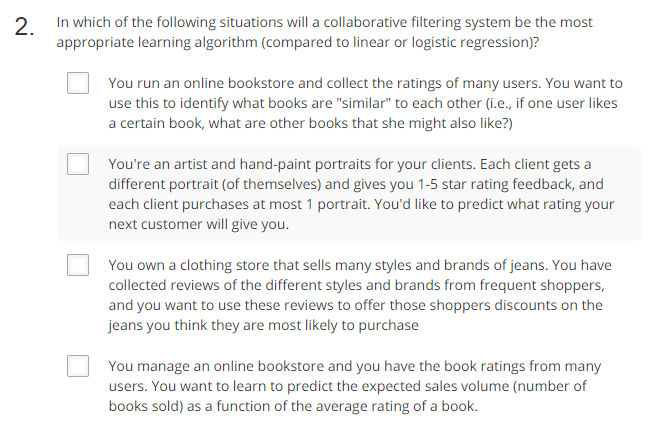 2. In which of the following situations will a collaborative filtering system be the most
appropriate learning algorithm (compared to linear or logistic regression)?
You run an online bookstore and collect the ratings of many users. You want to
use this to identify what books are "similar" to each other (i.e., if one user likes
a certain book, what are other books that she might also like?)
You're an artist and hand-paint portraits for your clients. Each client gets a
different portrait (of themselves) and gives you 1-5 star rating feedback, and
each client purchases at most 1 portrait. You'd like to predict what rating your
next customer will give you.
You own a clothing store that sells many styles and brands of jeans. You have
collected reviews of the different styles and brands from frequent shoppers,
and you want to use these reviews to offer those shoppers discounts on the
jeans you think they are most likely to purchase
You manage an online bookstore and you have the book ratings from many
users. You want to learn to predict the expected sales volume (number of
books sold) as a function of the average rating of a book.